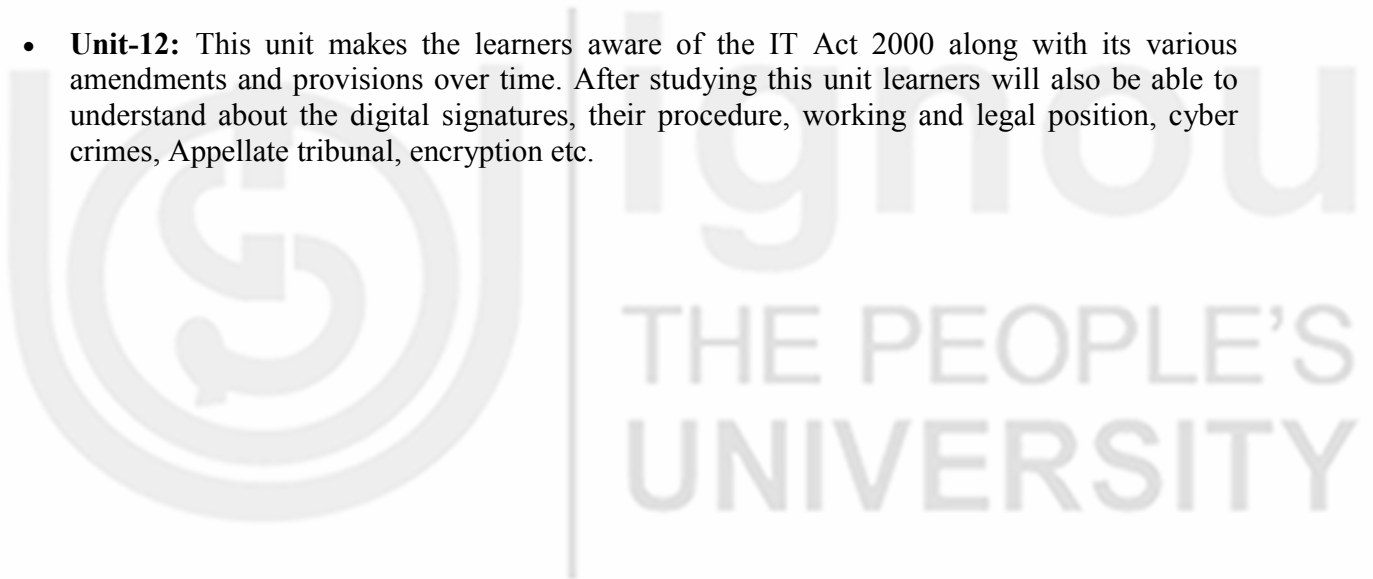 • Unit-12: This unit makes the learners aware of the IT Act 2000 along with its various
amendments and provisions over time. After studying this unit learners will also be able to
understand about the digital signatures, their procedure, working and legal position, cyber
crimes, Appellate tribunal, encryption etc.
ignou
THE PEOPLE'S
UNIVERSITY